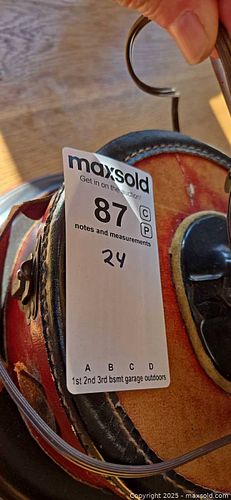 maxsold
Get in on the auction!
87 C
P
notes and measurements
24
A B C D
1st 2nd 3rd bsmt garage outdoors
Copyright 2025 - maxsold.com